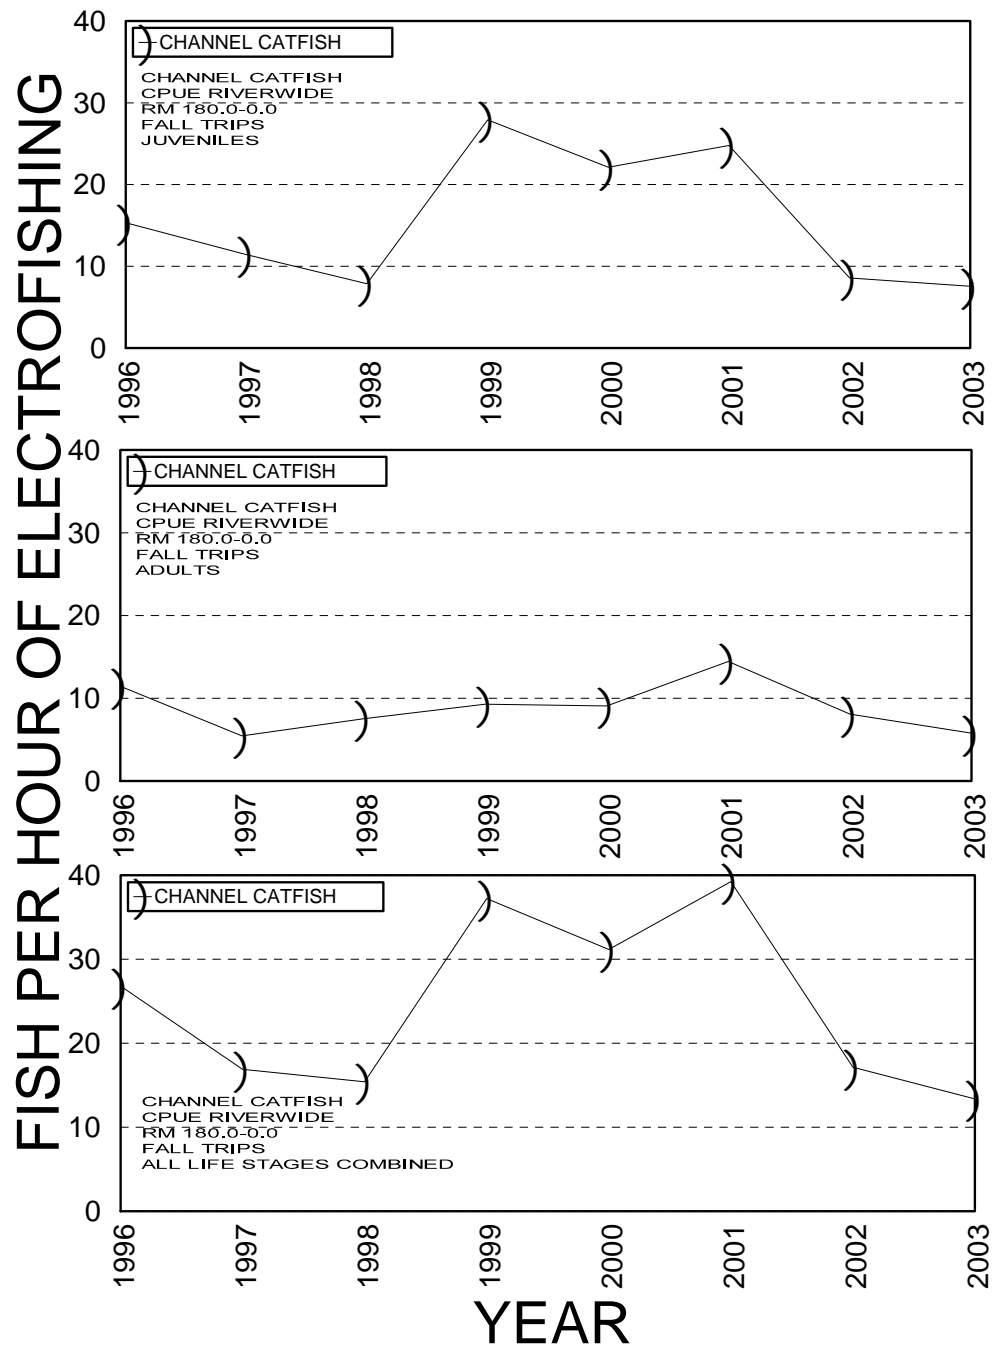 FISH PER HOUR OF ELECTROFISHING
40
30
20
10
0
) CHANNEL CATFISH
CHANNEL CATFISH
CPUE RIVERWIDE
RM 180.0-0.0
FALL TRIPS
JUVENILES
1996
1997
1998
1999
2000
2001
2002
2003
40
30
20
10
0
) CHANNEL CATFISH
CHANNEL CATFISH
CPUE RIVERWIDE
RM 180.0-0.0
FALL TRIPS
ADULTS
1996
1997
1998
1999
2000
2001
2002
2003
40
30
20
10
0
) CHANNEL CATFISH
CHANNEL CATFISH
CPUE RIVERWIDE
RM 180.0-0.0
FALL TRIPS
ALL LIFE STAGES COMBINED
1996
1997
1998
1999
2000
2001
2002
2003
YEAR